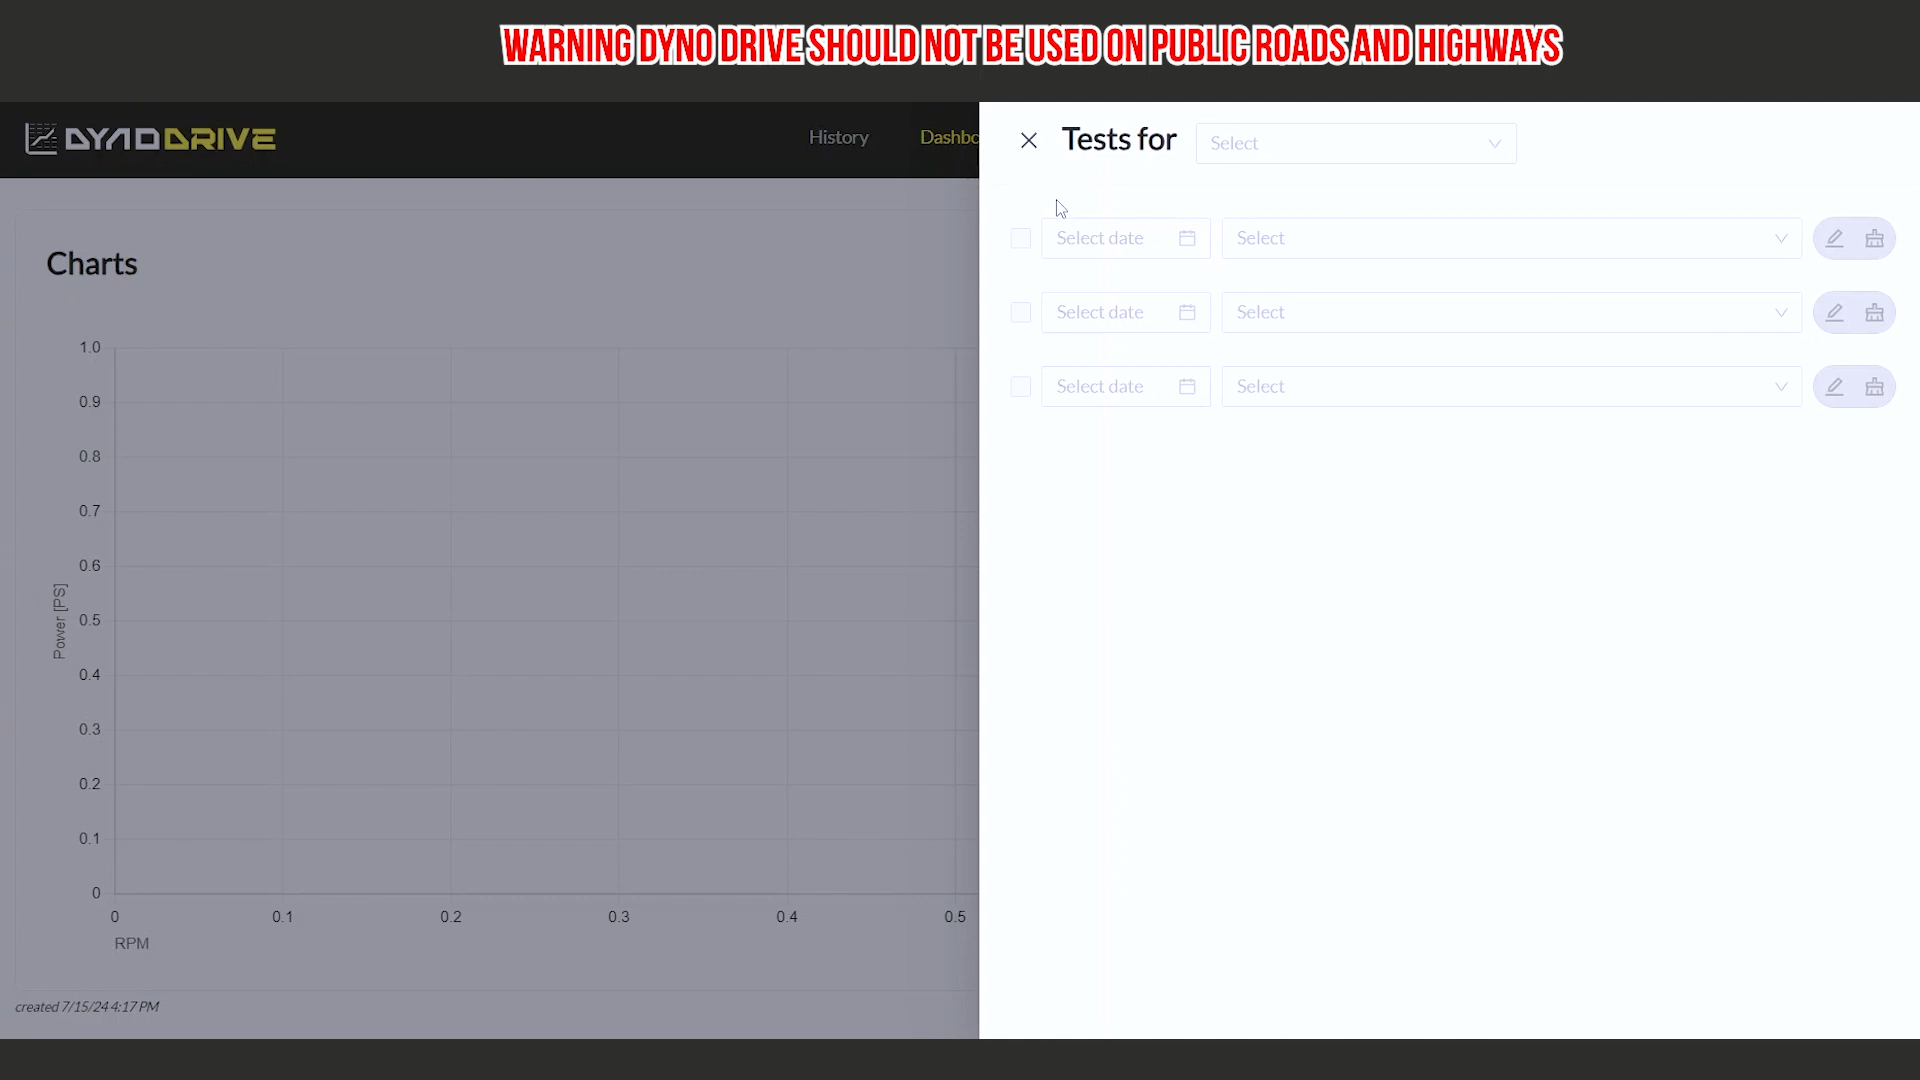 WARNING DYNO DRIVE SHOULD NOT BE USED ON PUBLIC ROADS AND HIGHWAYS
DYNODRIVE
History
Dashbo
Tests for
Select
Select date
Select
Select date
Select
Select date
Select
Charts
1.0
0.9
0.8
0.7
0.6
0.5
0.4
0.3
0.2
0.1
0
Power [PS]
0 0.1 0.2 0.3 0.4 0.5
RPM
created 7/15/24 4:17 PM